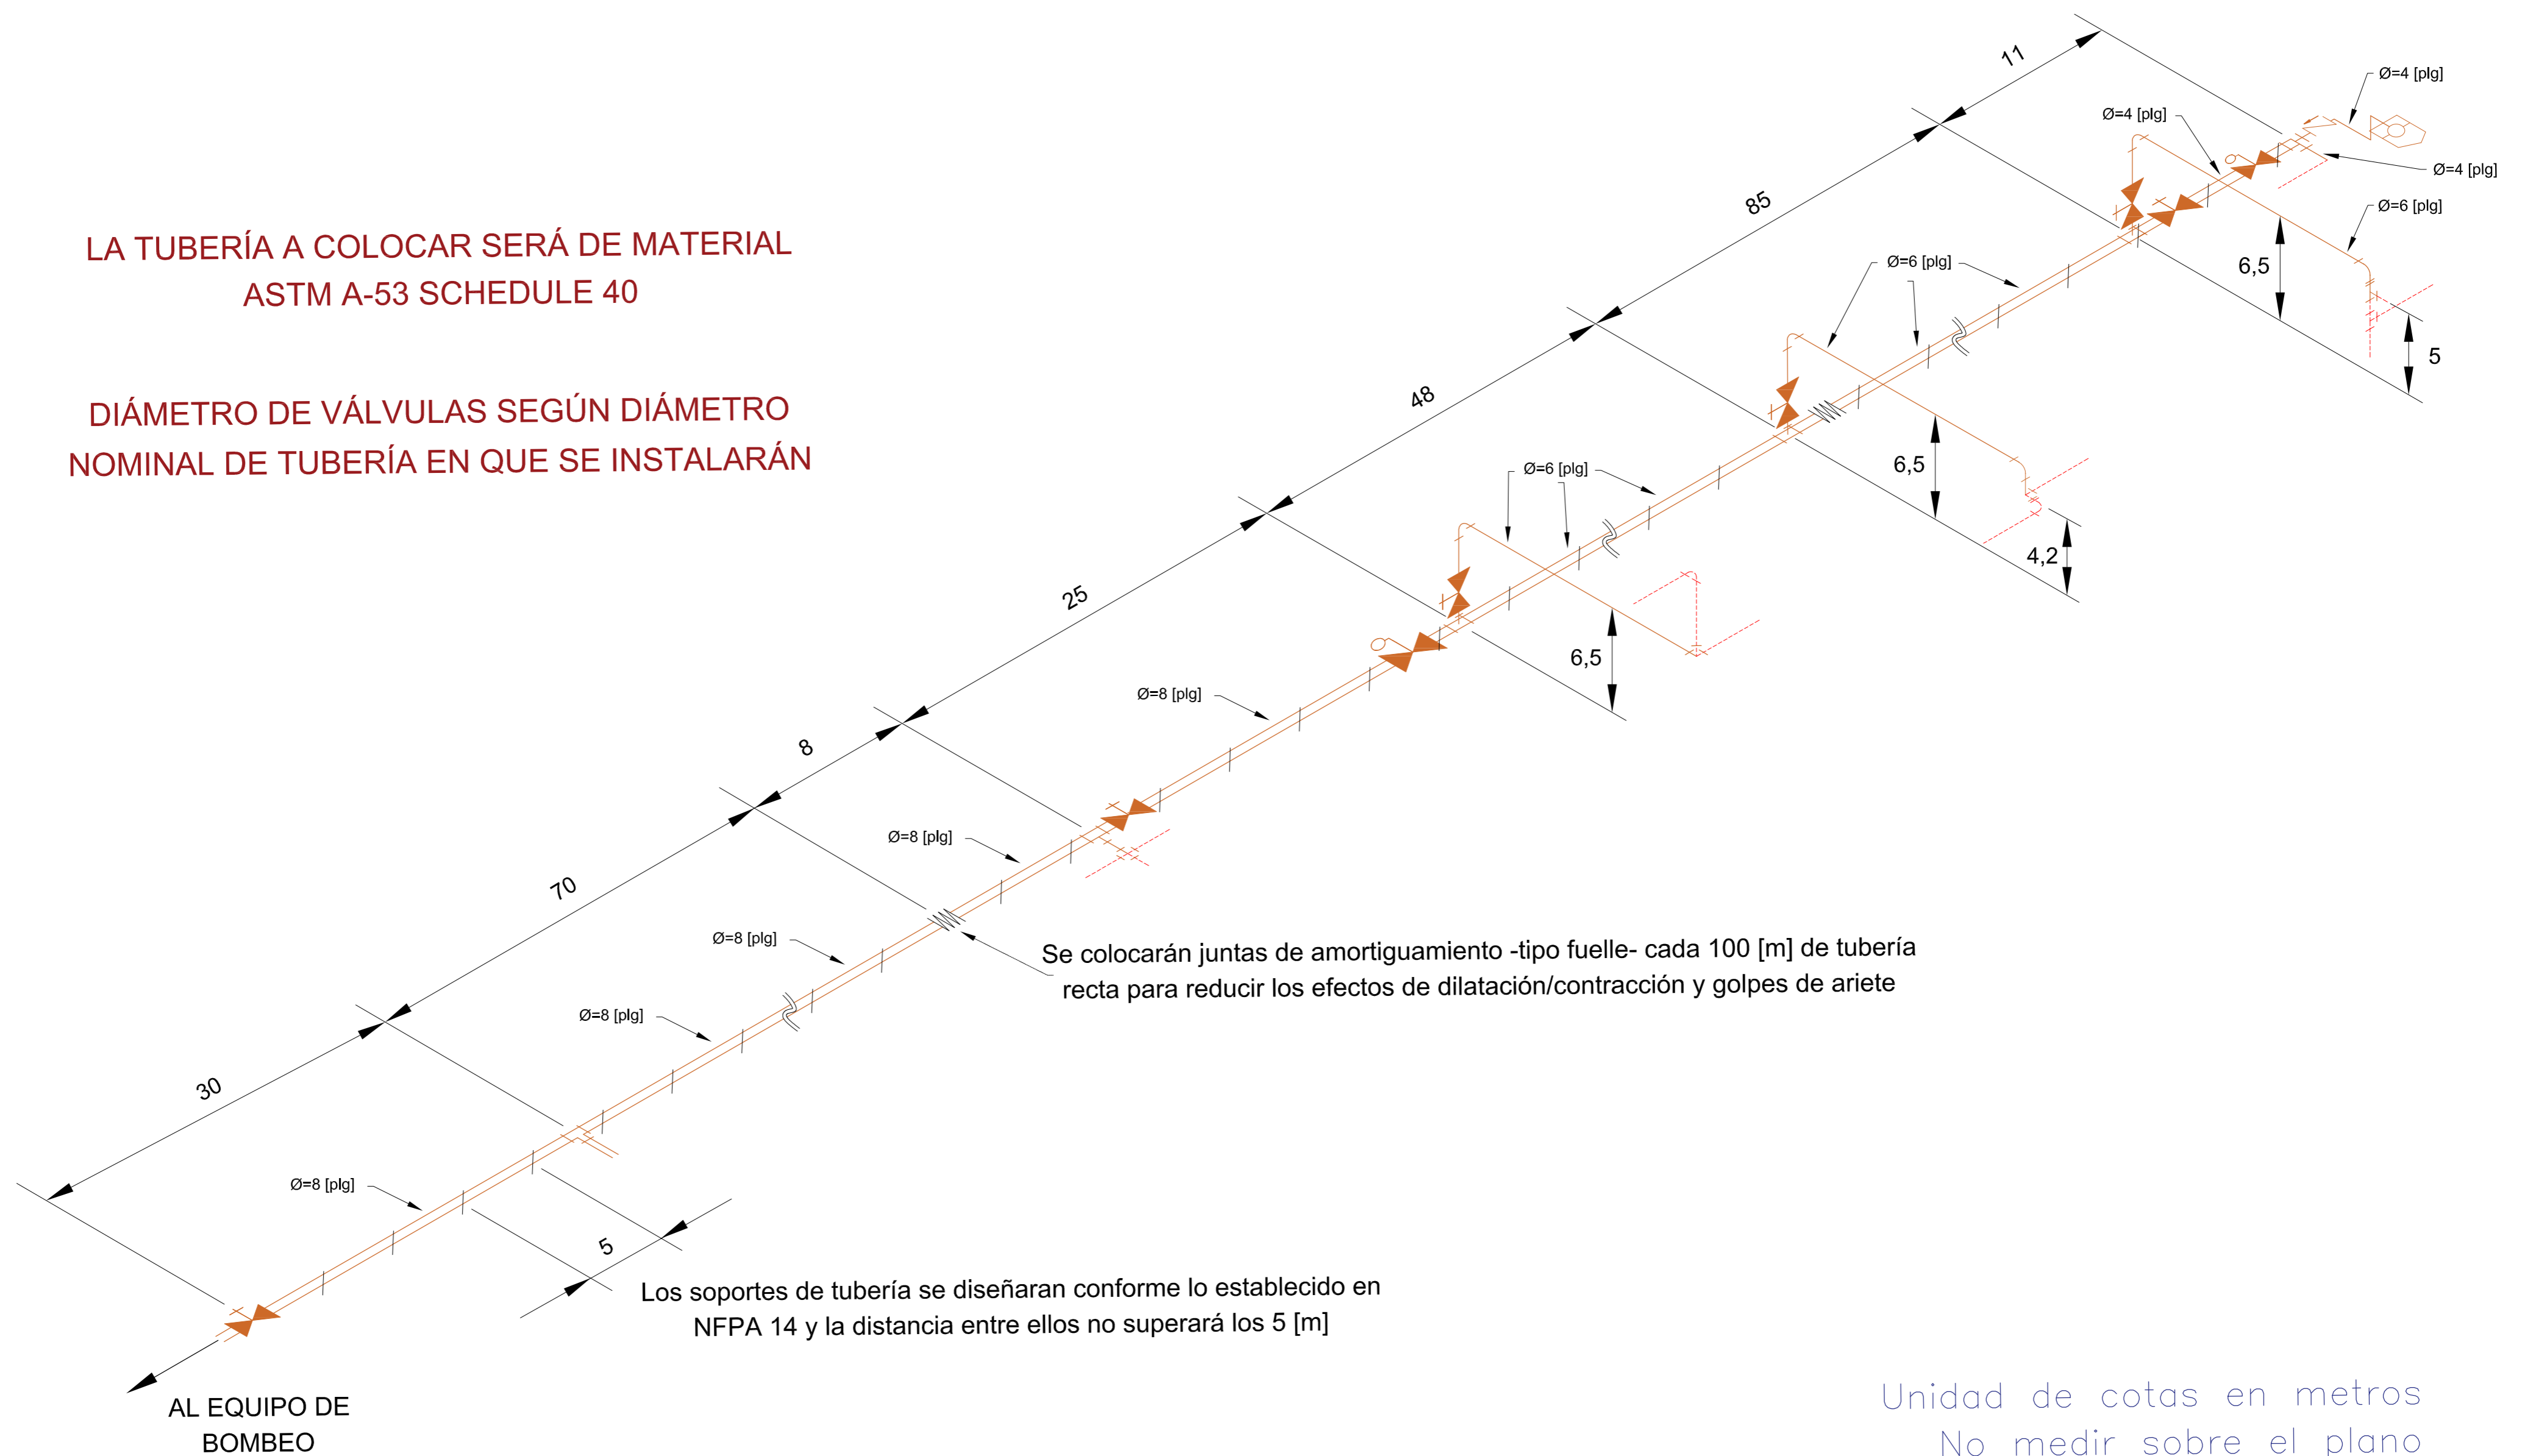 11
Ø=4 [plg]
Ø=4 [plg]
Ø=4 [plg]
85
Ø=6 [plg]
LA TUBERÍA A COLOCAR SERÁ DE MATERIAL
ASTM A-53 SCHEDULE 40
6,5
Ø=6 [plg]
5
DIÁMETRO DE VÁLVULAS SEGÚN DIÁMETRO
NOMINAL DE TUBERÍA EN QUE SE INSTALARÁN
48
6,5
Ø=6 [plg]
4,2
25
6,5
Ø=8 [plg]
8
Ø=8 [plg]
70
Ø=8 [plg]
Se colocarán juntas de amortiguamiento -tipo fuelle- cada 100 [m] de tubería
recta para reducir los efectos de dilatación/contracción y golpes de ariete
Ø=8 [plg]
30
Ø=8 [plg]
5
Los soportes de tubería se diseñaran conforme lo establecido en
NFPA 14 y la distancia entre ellos no superará los 5 [m]
AL EQUIPO DE
BOMBEO
Unidad de cotas en metros
No medir sobre el plano